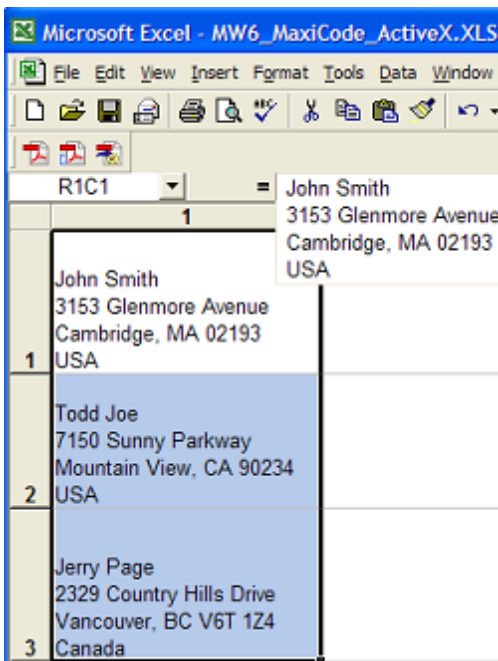 Microsoft Excel - MW6_MaxiCode_ActiveX.XLS
File Edit View Insert Format Tools Data Window
R1C1 = John Smith
3153 Glenmore Avenue
Cambridge, MA 02193
USA
1
John Smith
3153 Glenmore Avenue
Cambridge, MA 02193
1 USA
Todd Joe
7150 Sunny Parkway
Mountain View, CA 90234
2 USA
Jerry Page
2329 Country Hills Drive
Vancouver, BC V6T 1Z4
3 Canada